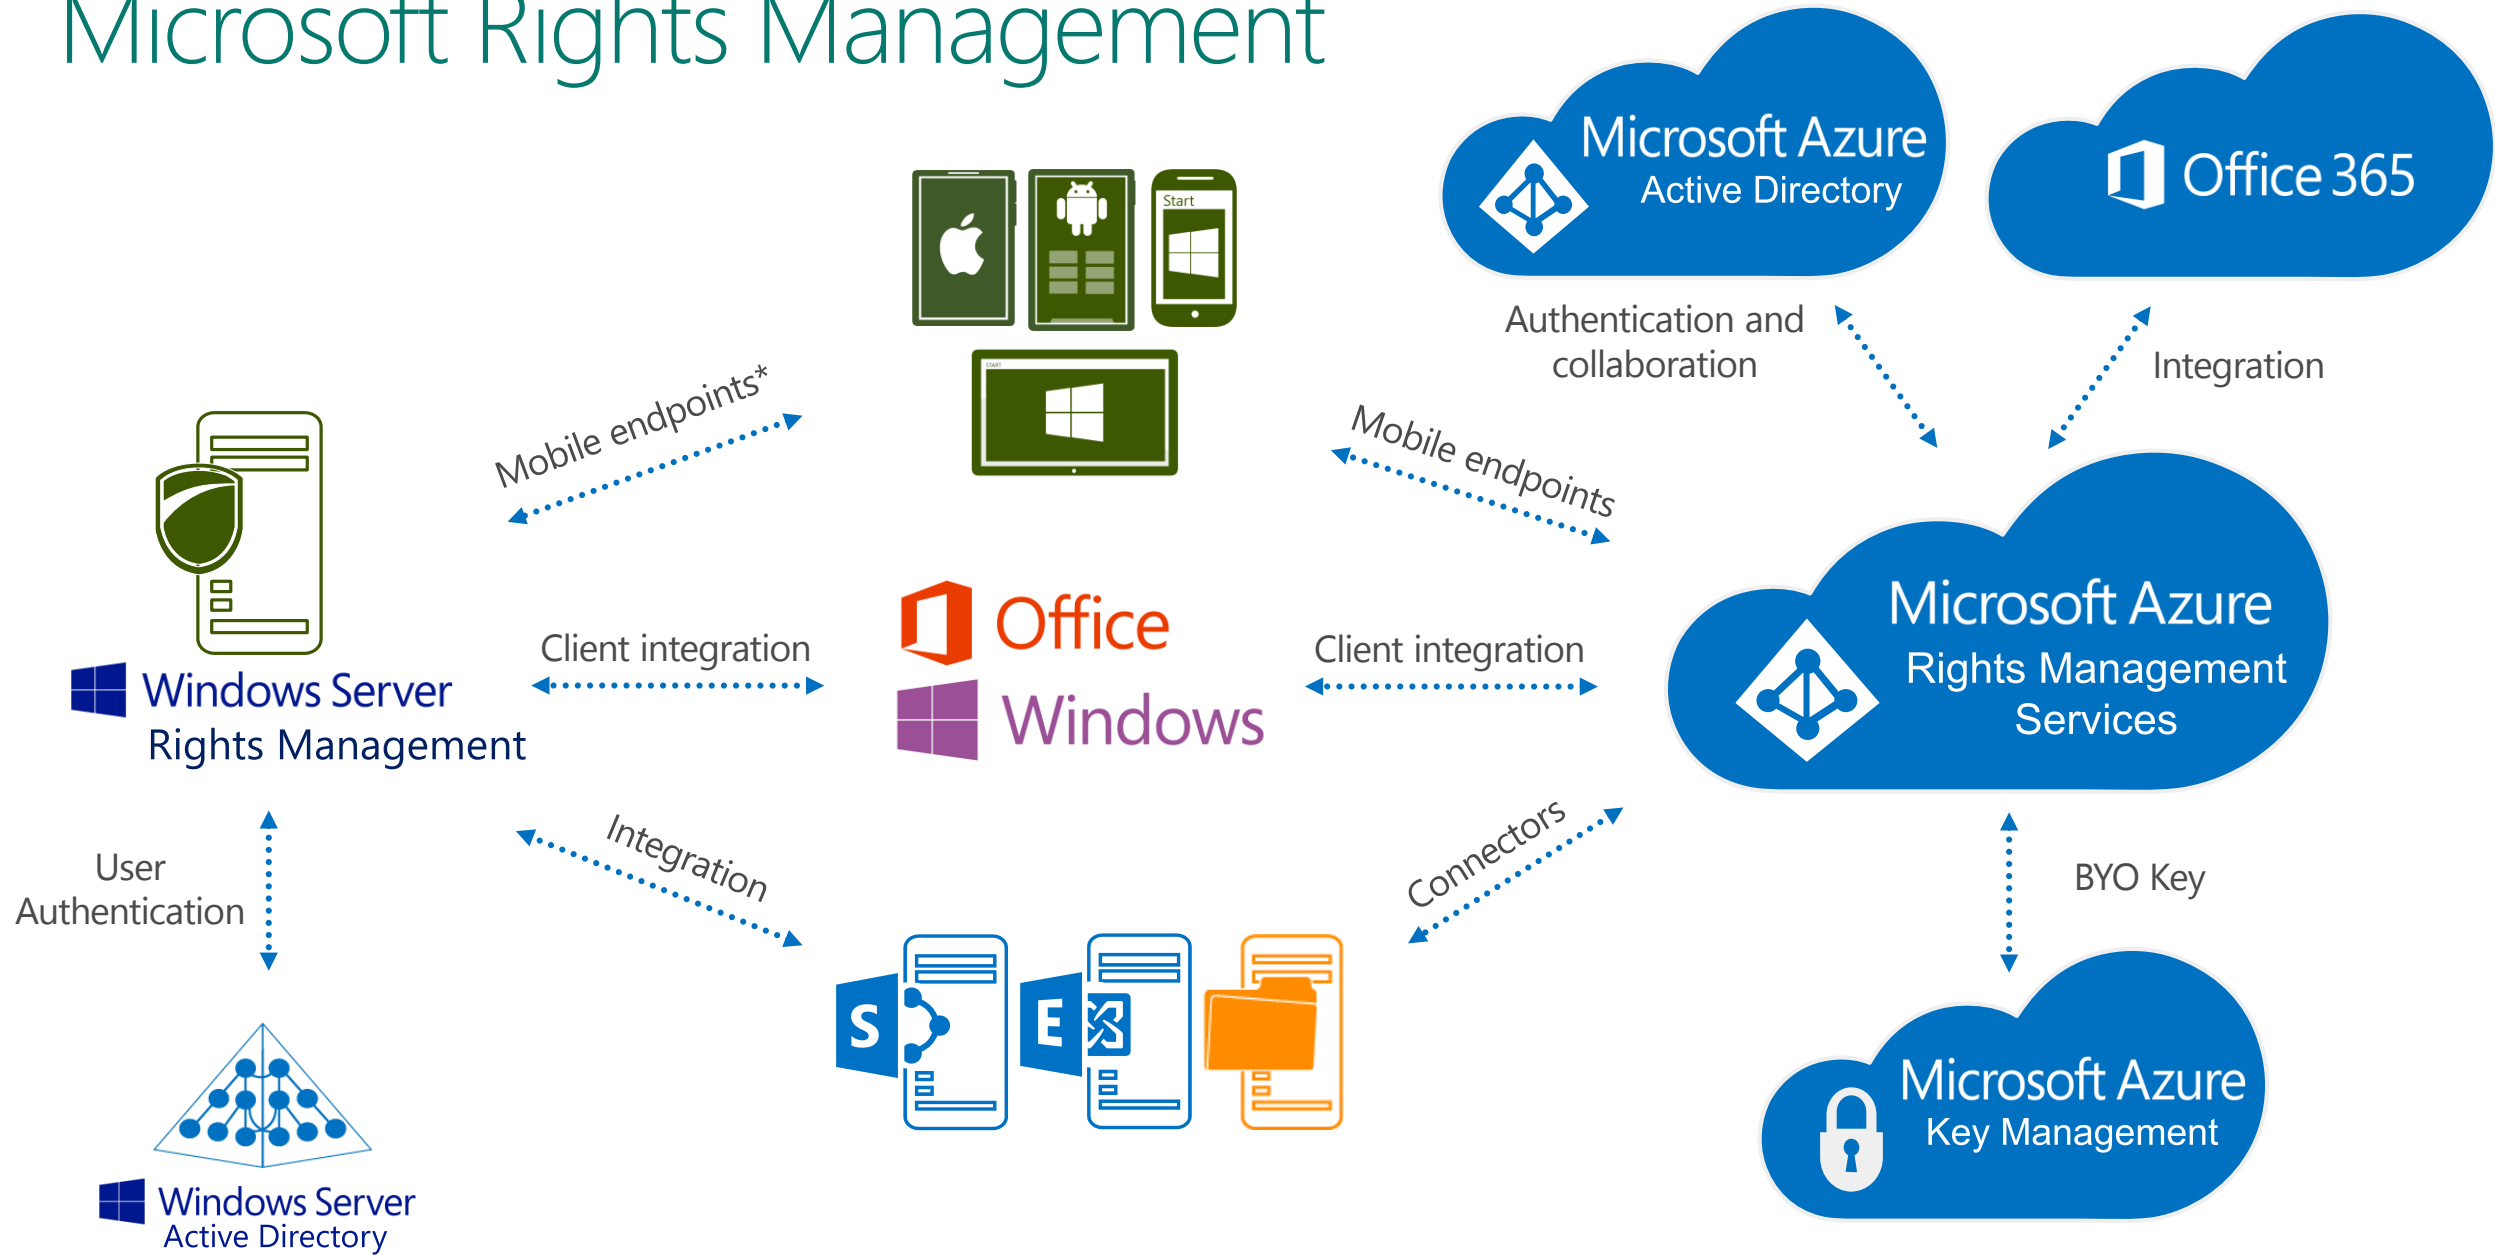 Microsoft Rights Management
Microsoft Azure
Active Directory
Office 365
Start
START
Authentication and
collaboration
Integration
Mobile endpoints*
Mobile endpoints
Microsoft Azure
Rights Management
Services
Office
Windows
Client integration
Client integration
Windows Server
Rights Management
Integration
Connectors
User
Authentication
BYO Key
S
E
Microsoft Azure
Key Management
Windows Server
Active Directory